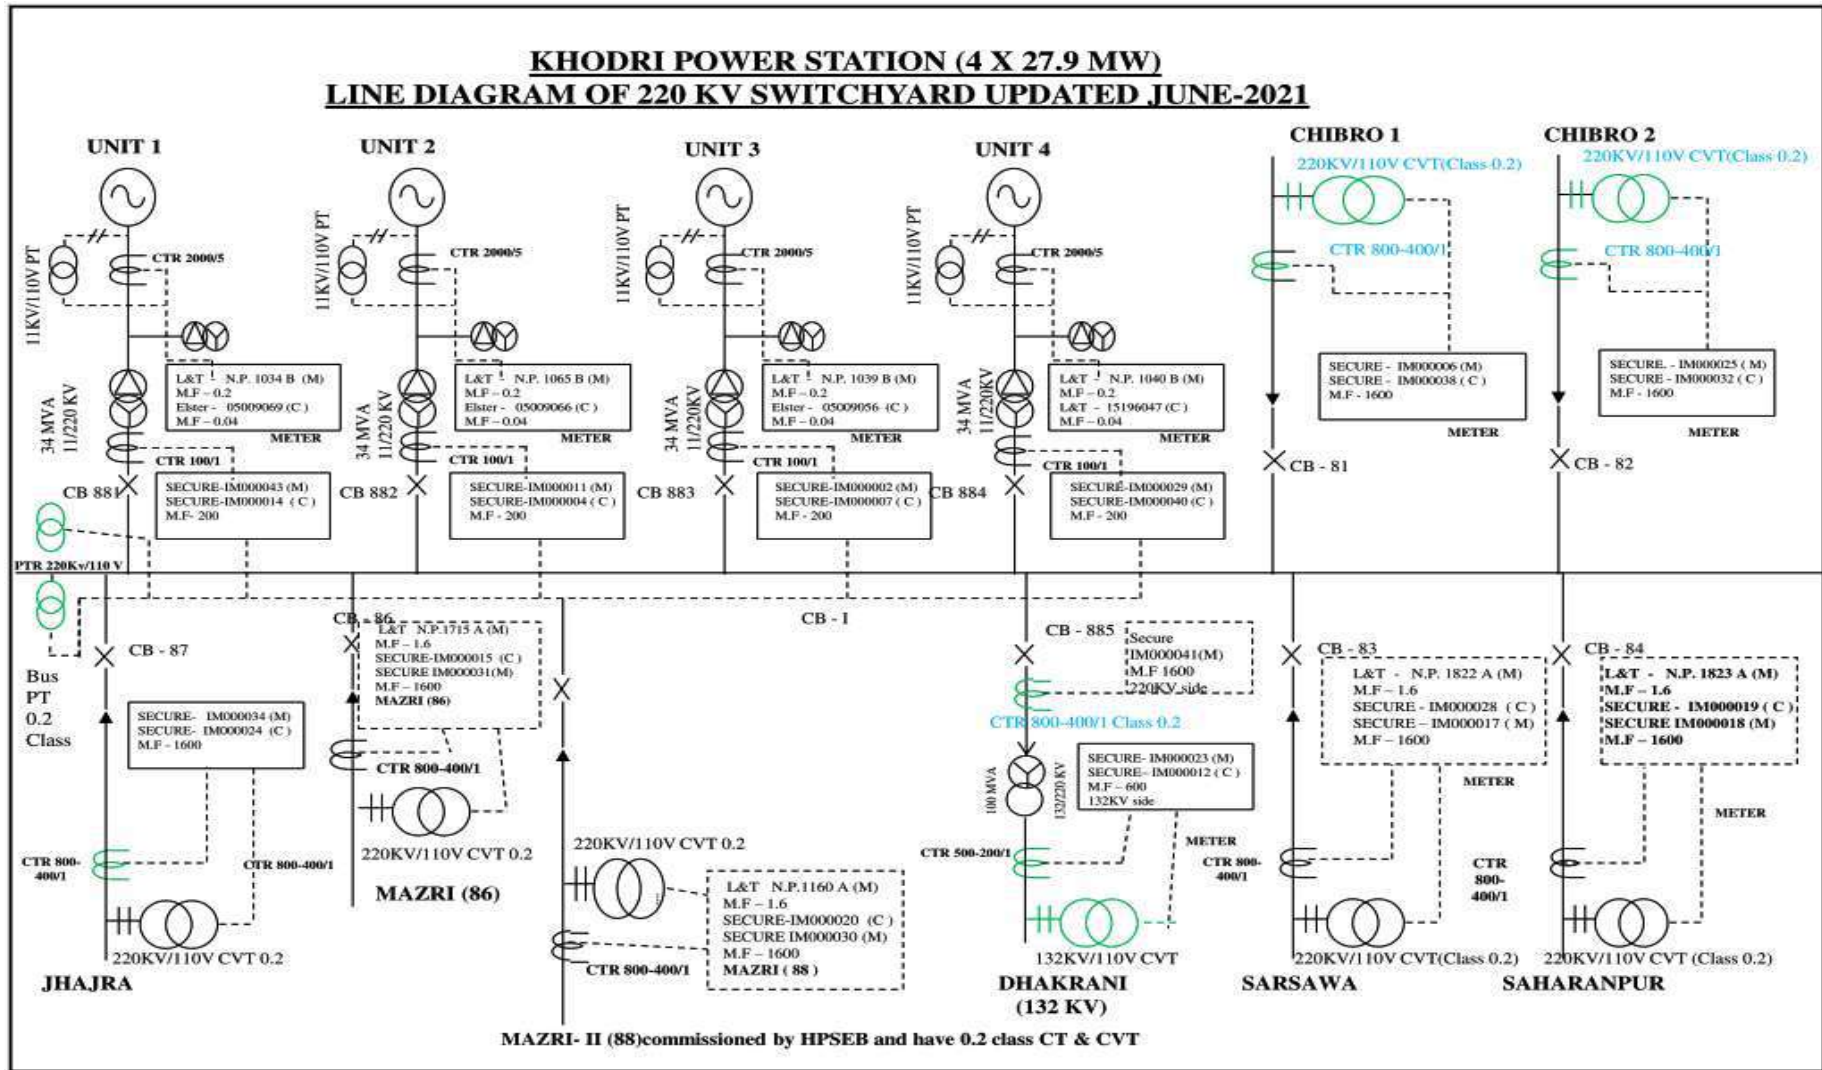 KHODRI POWER STATION (4 X 27.9 MW)
LINE DIAGRAM OF 220 KV SWITCHYARD UPDATED JUNE-2021
UNIT 1
UNIT 2
UNIT 3
UNIT 4
CHIBRO 1
CHIBRO 2
220KV/110V CVT(Class 0.2)
220KV/110V CVT(Class 0.2)
11KV/110V PT
CTR 2000/5
11KV/110V PT
CTR 2000/5
11KV/110V PT
CTR 2000/5
11KV/110V PT
CTR 2000/5
CTR 800-400/1
CTR 800-400/1
34 MVA
11/220 KV
L&T - N.P. 1034 B (M)
M.F – 0.2
Elster - 05009069 (C )
M.F – 0.04
METER
34 MVA
11/220 KV
L&T - N.P. 1065 B (M)
M.F – 0.2
Elster - 05009066 (C )
M.F – 0.04
METER
34 MVA
11/220KV
L&T - N.P. 1039 B (M)
M.F – 0.2
Elster - 05009056 (C )
M.F – 0.04
METER
34 MVA
11/220KV
L&T - N.P. 1040 B (M)
M.F – 0.2
L&T - 15196047 (C )
M.F – 0.04
METER
SECURE - IM000006 (M)
SECURE - IM000038 ( C )
M.F - 1600
METER
SECURE. - IM000025 ( M)
SECURE - IM000032 ( C )
M.F - 1600
METER
CTR 100/1
CTR 100/1
CTR 100/1
CTR 100/1
CB - 81
CB - 82
CB 881
SECURE-IM000043 (M)
SECURE-IM000014 ( C )
M.F- 200
CB 882
SECURE-IM000011 (M)
SECURE-IM000004 ( C )
M.F - 200
CB 883
SECURE-IM000002 (M)
SECURE-IM000007 ( C )
M.F - 200
CB 884
SECURE-IM000029 (M)
SECURE-IM000040 ( C )
M.F - 200
PTR 220Kv/110 V
Bus
PT
0.2
Class
CB - 87
SECURE- IM000034 (M)
SECURE- IM000024 ( C )
M.F - 1600
CTR 800-
400/1
220KV/110V CVT 0.2
JHAJRA
CB - 86
L&T N.P.1715 A (M)
M.F – 1.6
SECURE-IM000015 (C )
SECURE IM000031(M)
M.F – 1600
MAZRI (86)
CTR 800-400/1
220KV/110V CVT 0.2
CTR 800-400/1
MAZRI (86)
CB - I
220KV/110V CVT 0.2
L&T N.P.1160 A (M)
M.F – 1.6
SECURE-IM000020 (C )
SECURE IM000030 (M)
M.F – 1600
MAZRI ( 88 )
CTR 800-400/1
MAZRI- II (88)commissioned by HPSEB and have 0.2 class CT & CVT
CB - 885
Secure
IM000041(M)
M.F 1600
220KV side
CTR 800-400/1 Class 0.2
100 MVA
132/220 KV
SECURE- IM000023 (M)
SECURE– IM000012 ( C )
M.F – 600
132KV side
METER
CTR 500-200/1
132KV/110V CVT
DHAKRANI
(132 KV)
CB - 83
L&T - N.P. 1822 A (M)
M.F – 1.6
SECURE - IM000028 ( C )
SECURE – IM000017 ( M)
M.F – 1600
METER
CTR 800-
400/1
220KV/110V CVT(Class 0.2)
SARSAWA
CB - 84
L&T - N.P. 1823 A (M)
M.F – 1.6
SECURE - IM000019 ( C )
SECURE IM000018 (M)
M.F – 1600
METER
CTR
800-
400/1
220KV/110V CVT (Class 0.2)
SAHARANPUR